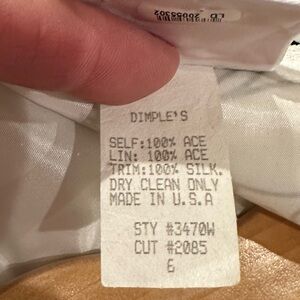 DIMPLE'S
SELF:100% ACE
LIN: 100% ACE
TRIM:100% SILK.
DRY CLEAN ONLY
MADE IN U.S.A
STY #3470W
CUT #2085
6